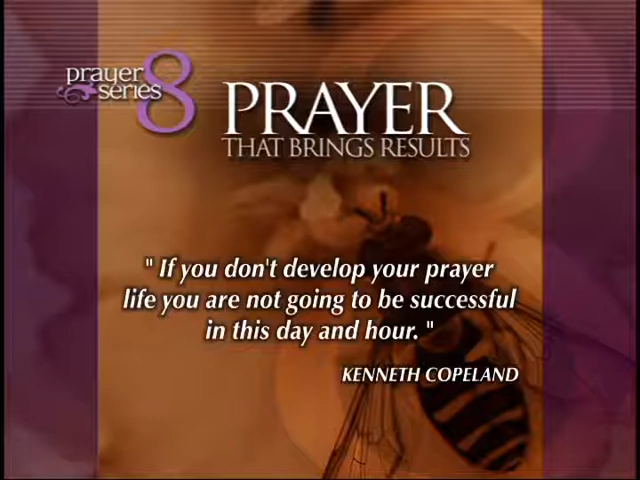 prayer
series 8
PRAYER
THAT BRINGS RESULTS
" If you don't develop your prayer
life you are not going to be successful
in this day and hour. "
KENNETH COPELAND